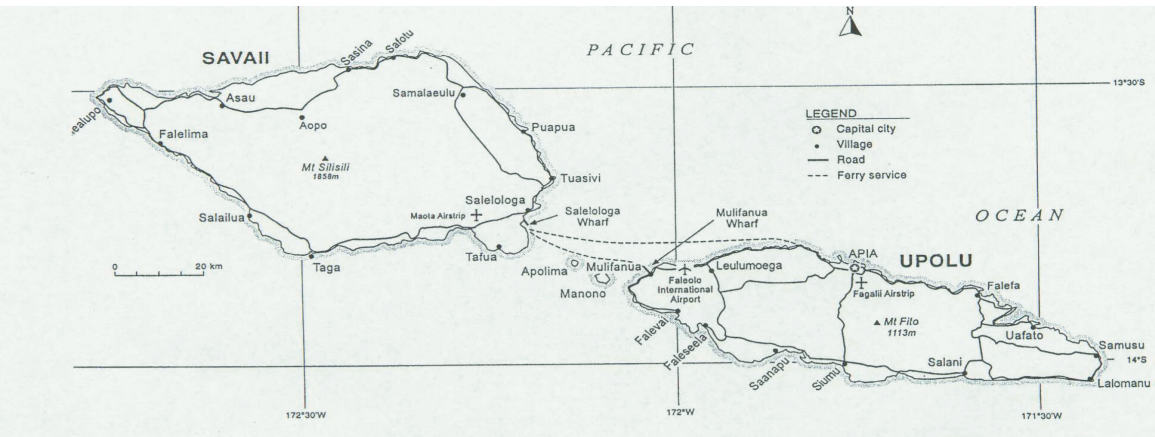 N
PACIFIC
SAVAII
Sasina
Safotu
13°30'S
Samalaeulu
Asau
ealupo
Aopo
LEGEND
Capital city
Village
Road
Ferry service
Puapua
Falelima
Mt Silisili
1858m
Tuasivi
Salelologa
Salelologa
Wharf
Maota Airstrip
Mulifanua
Wharf
OCEAN
Salailua
APIA
UPOLU
Tafua
Taga
0
20 km
Apolima
Mulifanua
Leulumoega
Faleolo
International
Airport
Manono
Fagalii Airstrip
Falefa
Mt Fito
1113m
Falevai
Faleseela
Uafato
Samusu
14°S
Saanapu
Siumu
Salani
Lalomanu
172°30'W
172°W
171°30'W